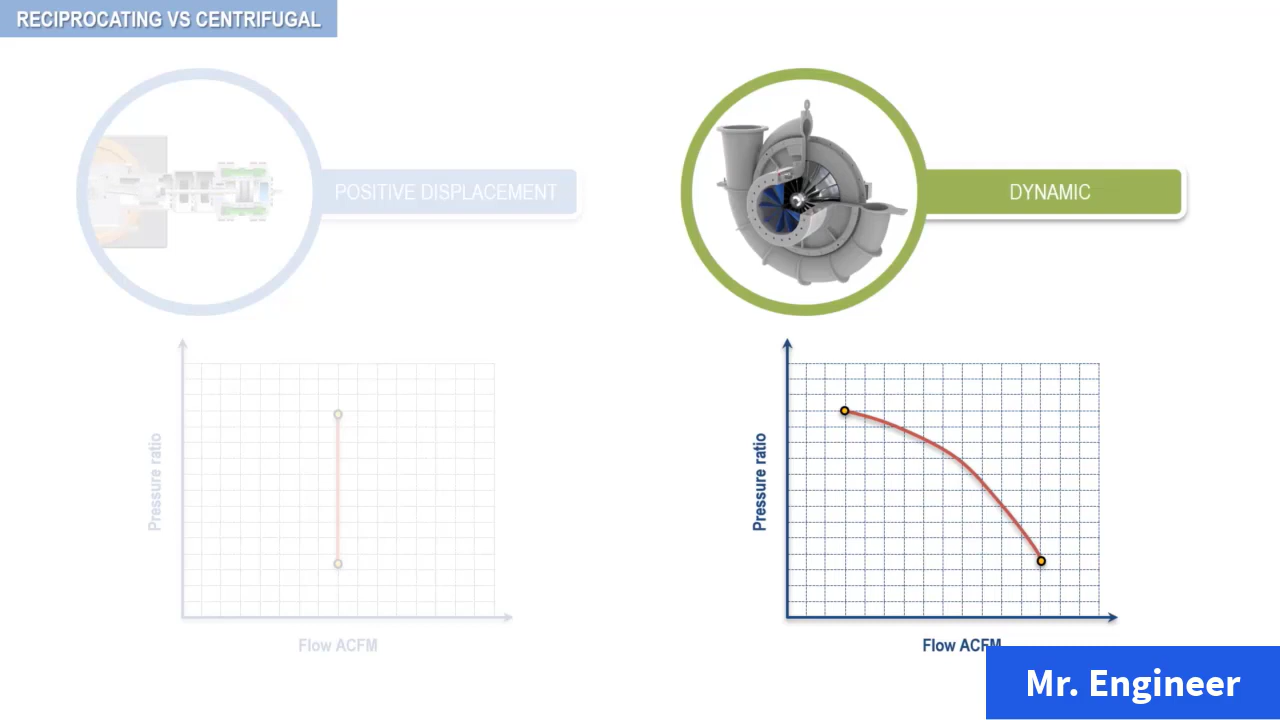 RECIPROCATING VS CENTRIFUGAL
POSITIVE DISPLACEMENT
DYNAMIC
Pressure ratio
Flow ACFM
Pressure ratio
Flow ACFM
Mr. Engineer